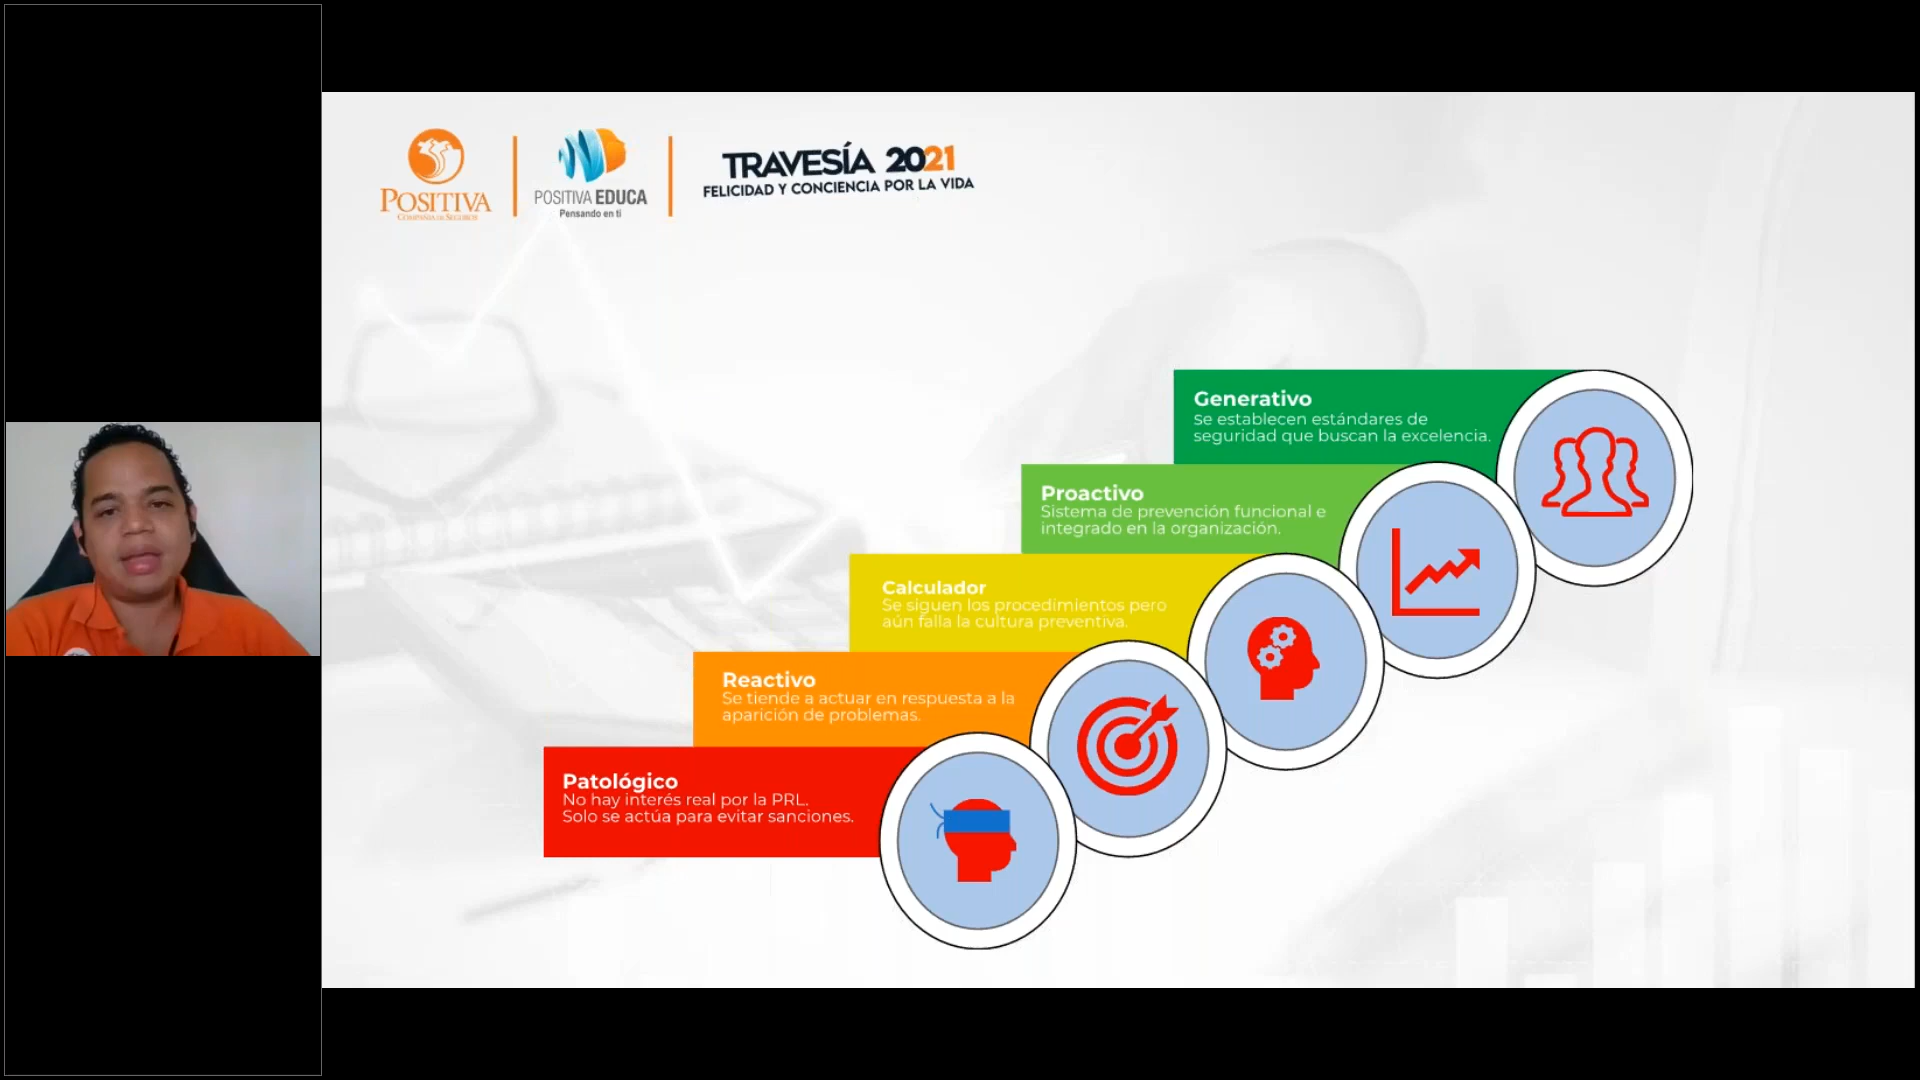 POSITIVA
COMPAÑÍA DE SEGUROS
POSITIVA EDUCA
Pensando en ti
TRAVESÍA 2021
FELICIDAD Y CONCIENCIA POR LA VIDA
Generativo
Se establecen estándares de
seguridad que buscan la excelencia.
Proactivo
Sistema de prevención funcional e
integrado en la organización.
Calculador
Se siguen los procedimientos pero
aún falla la cultura preventiva.
Reactivo
Se tiende a actuar en respuesta a la
aparición de problemas.
Patológico
No hay interés real por la PRL.
Solo se actúa para evitar sanciones.